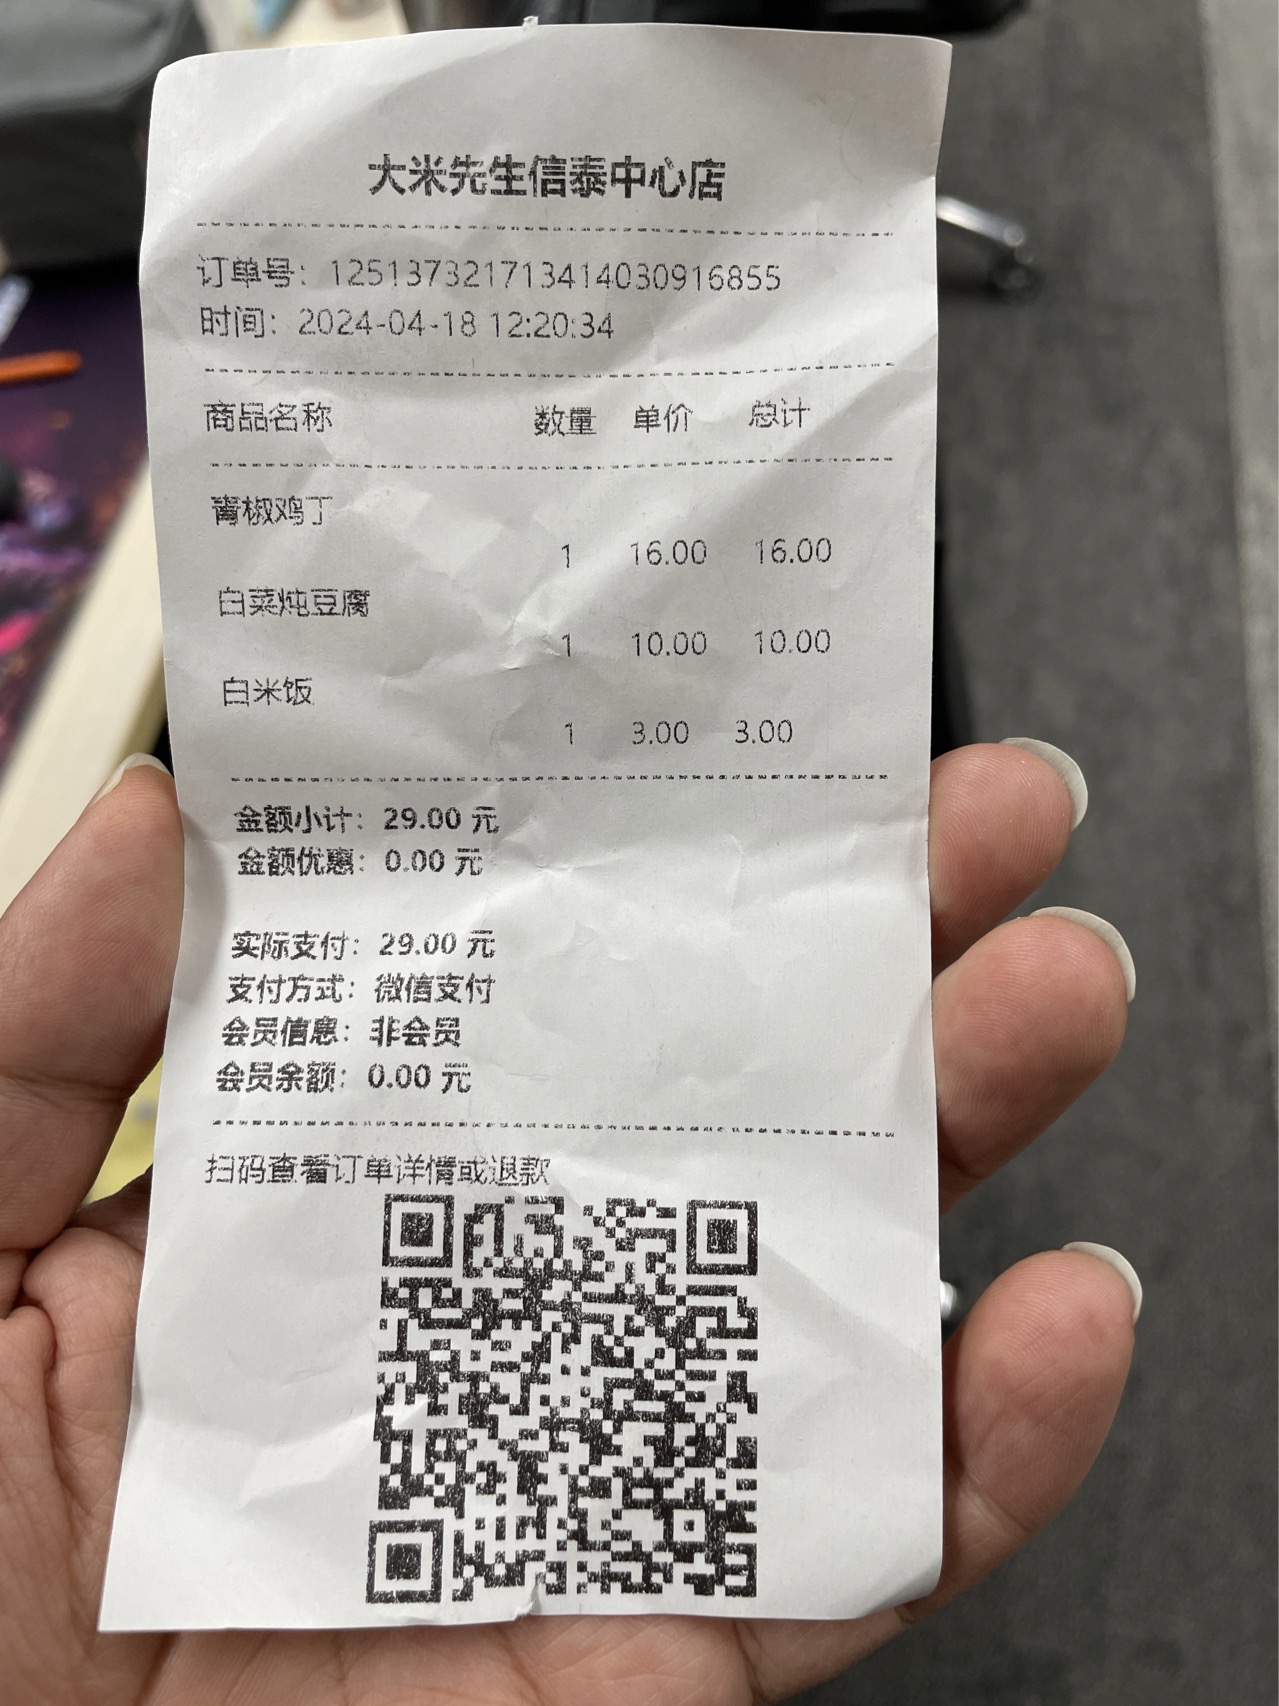 大米先生信泰中心店
订单号：1251373217134140309168​55
时间：2024-04-18 12:20:34
商品名称 数量 单价 总计
青椒鸡丁
1 16.00 16.00
白菜炖豆腐
1 10.00 10.00
白米饭
1 3.00 3.00
金额小计：29.00 元
金额优惠：0.00 元
实际支付：29.00 元
支付方式：微信支付
会员信息：非会员
会员余额：0.00 元
扫码查看订单详情或退款